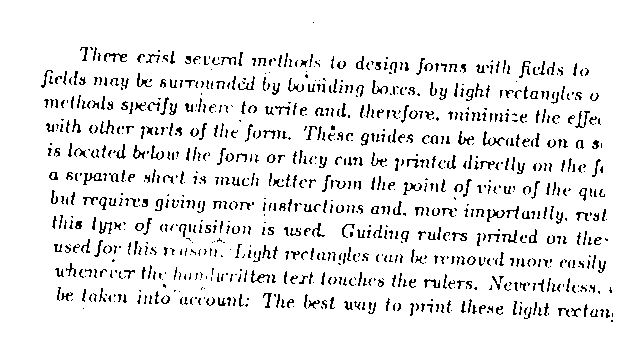 There exist several methods to design forms with fields to
fields may be surrounded by bounding boxes, by light rectangles o
methods specify where to write and, therefore, minimize the effec
with other parts of the form. These guides can be located on a s
is located below the form or they can be printed directly on the fo
a separate sheet is much better from the point of view of the qua
but requires giving more instructions and, more importantly, rest
this type of acquisition is used. Guiding rulers printed on the
used for this reason. Light rectangles can be removed more easily
whenever the handwritten text touches the rulers. Nevertheless,
be taken into account: The best way to print these light rectang